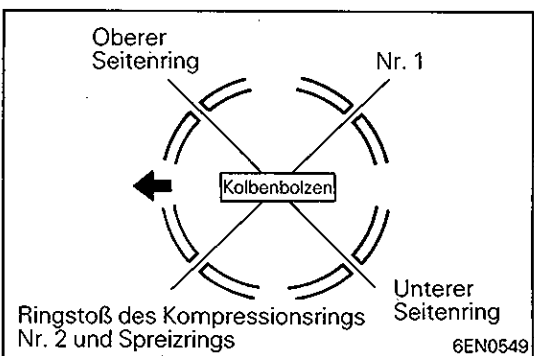 Oberer
Seitenring
Nr. 1
Kolbenbolzen
Ringstoß des Kompressionsrings
Nr. 2 und Spreizrings
Unterer
Seitenring
6EN0549